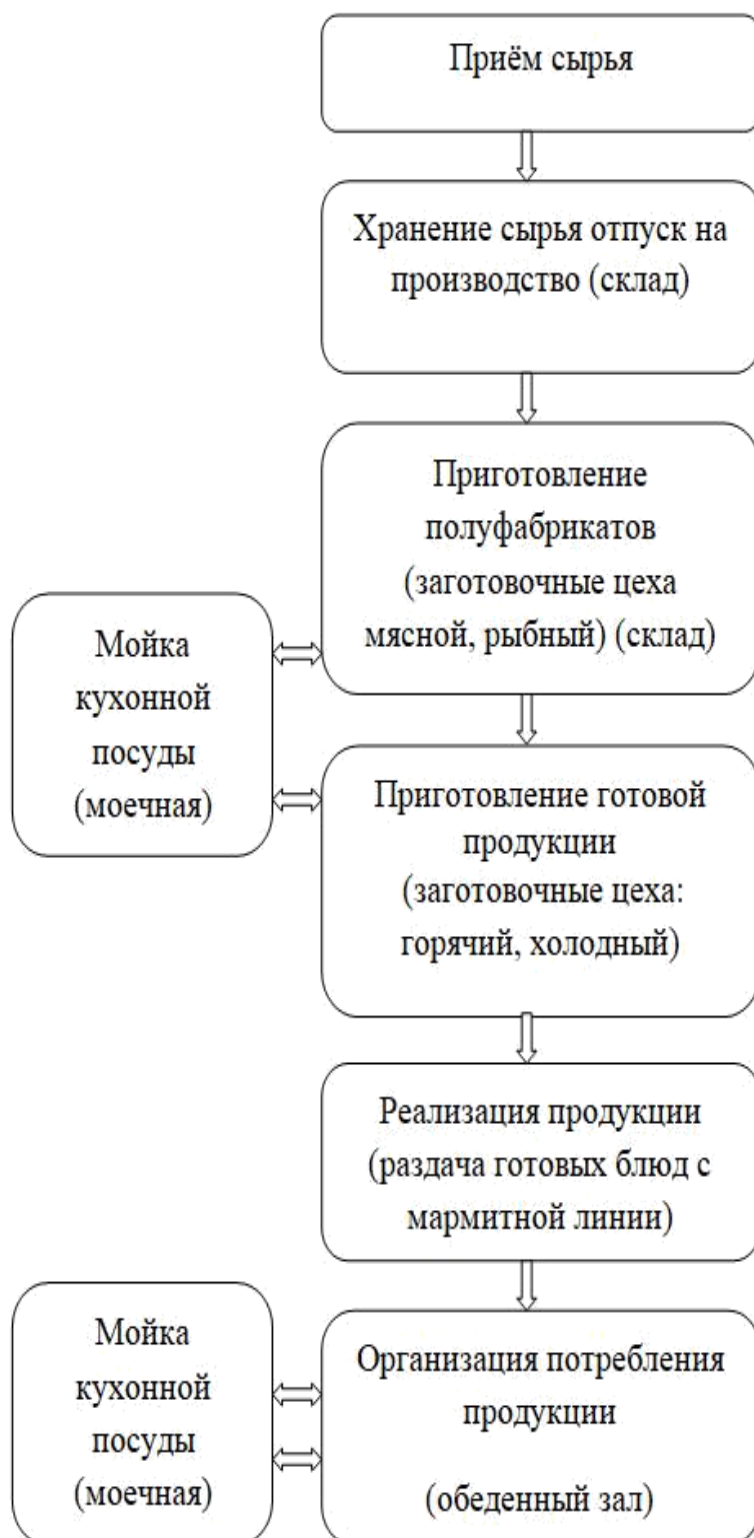 Приём сырья
Хранение сырья отпуск на
производство (склад)
Приготовление
полуфабрикатов
(заготовочные цеха
мясной, рыбный) (склад)
Мойка
кухонной
посуды
(моечная)
Приготовление готовой
продукции
(заготовочные цеха:
горячий, холодный)
Реализация продукции
(раздача готовых блюд с
мармитной линии)
Мойка
кухонной
посуды
(моечная)
Организация потребления
продукции
(обеденный зал)